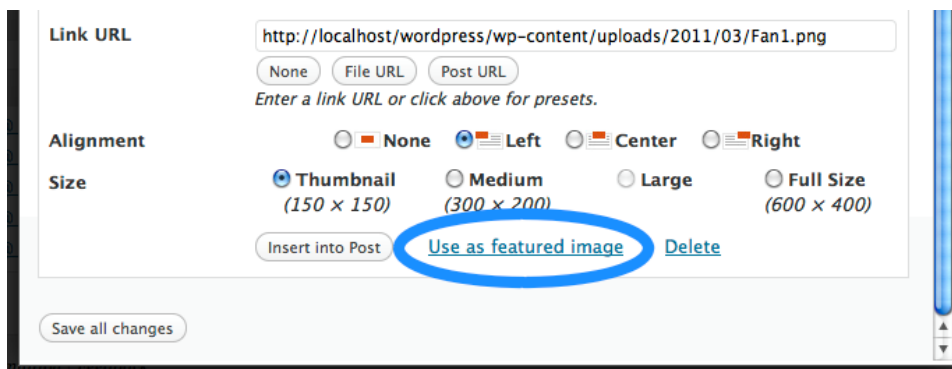 Link URL http://localhost/wordpress/wp-content/uploads/2011/03/Fan1.png
None File URL Post URL
Enter a link URL or click above for presets.
Alignment None Left Center Right
Size Thumbnail Medium Large Full Size
(150 × 150) (300 × 200) (600 × 400)
Insert into Post Use as featured image Delete
Save all changes